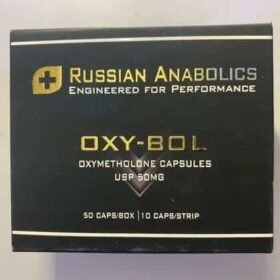 RUSSIAN ANABOLICS
ENGINEERED FOR PERFORMANCE
OXY-BOL
OXYMETHOLONE CAPSULES
USP 50MG
50 CAPS/BOX | 10 CAPS/STRIP